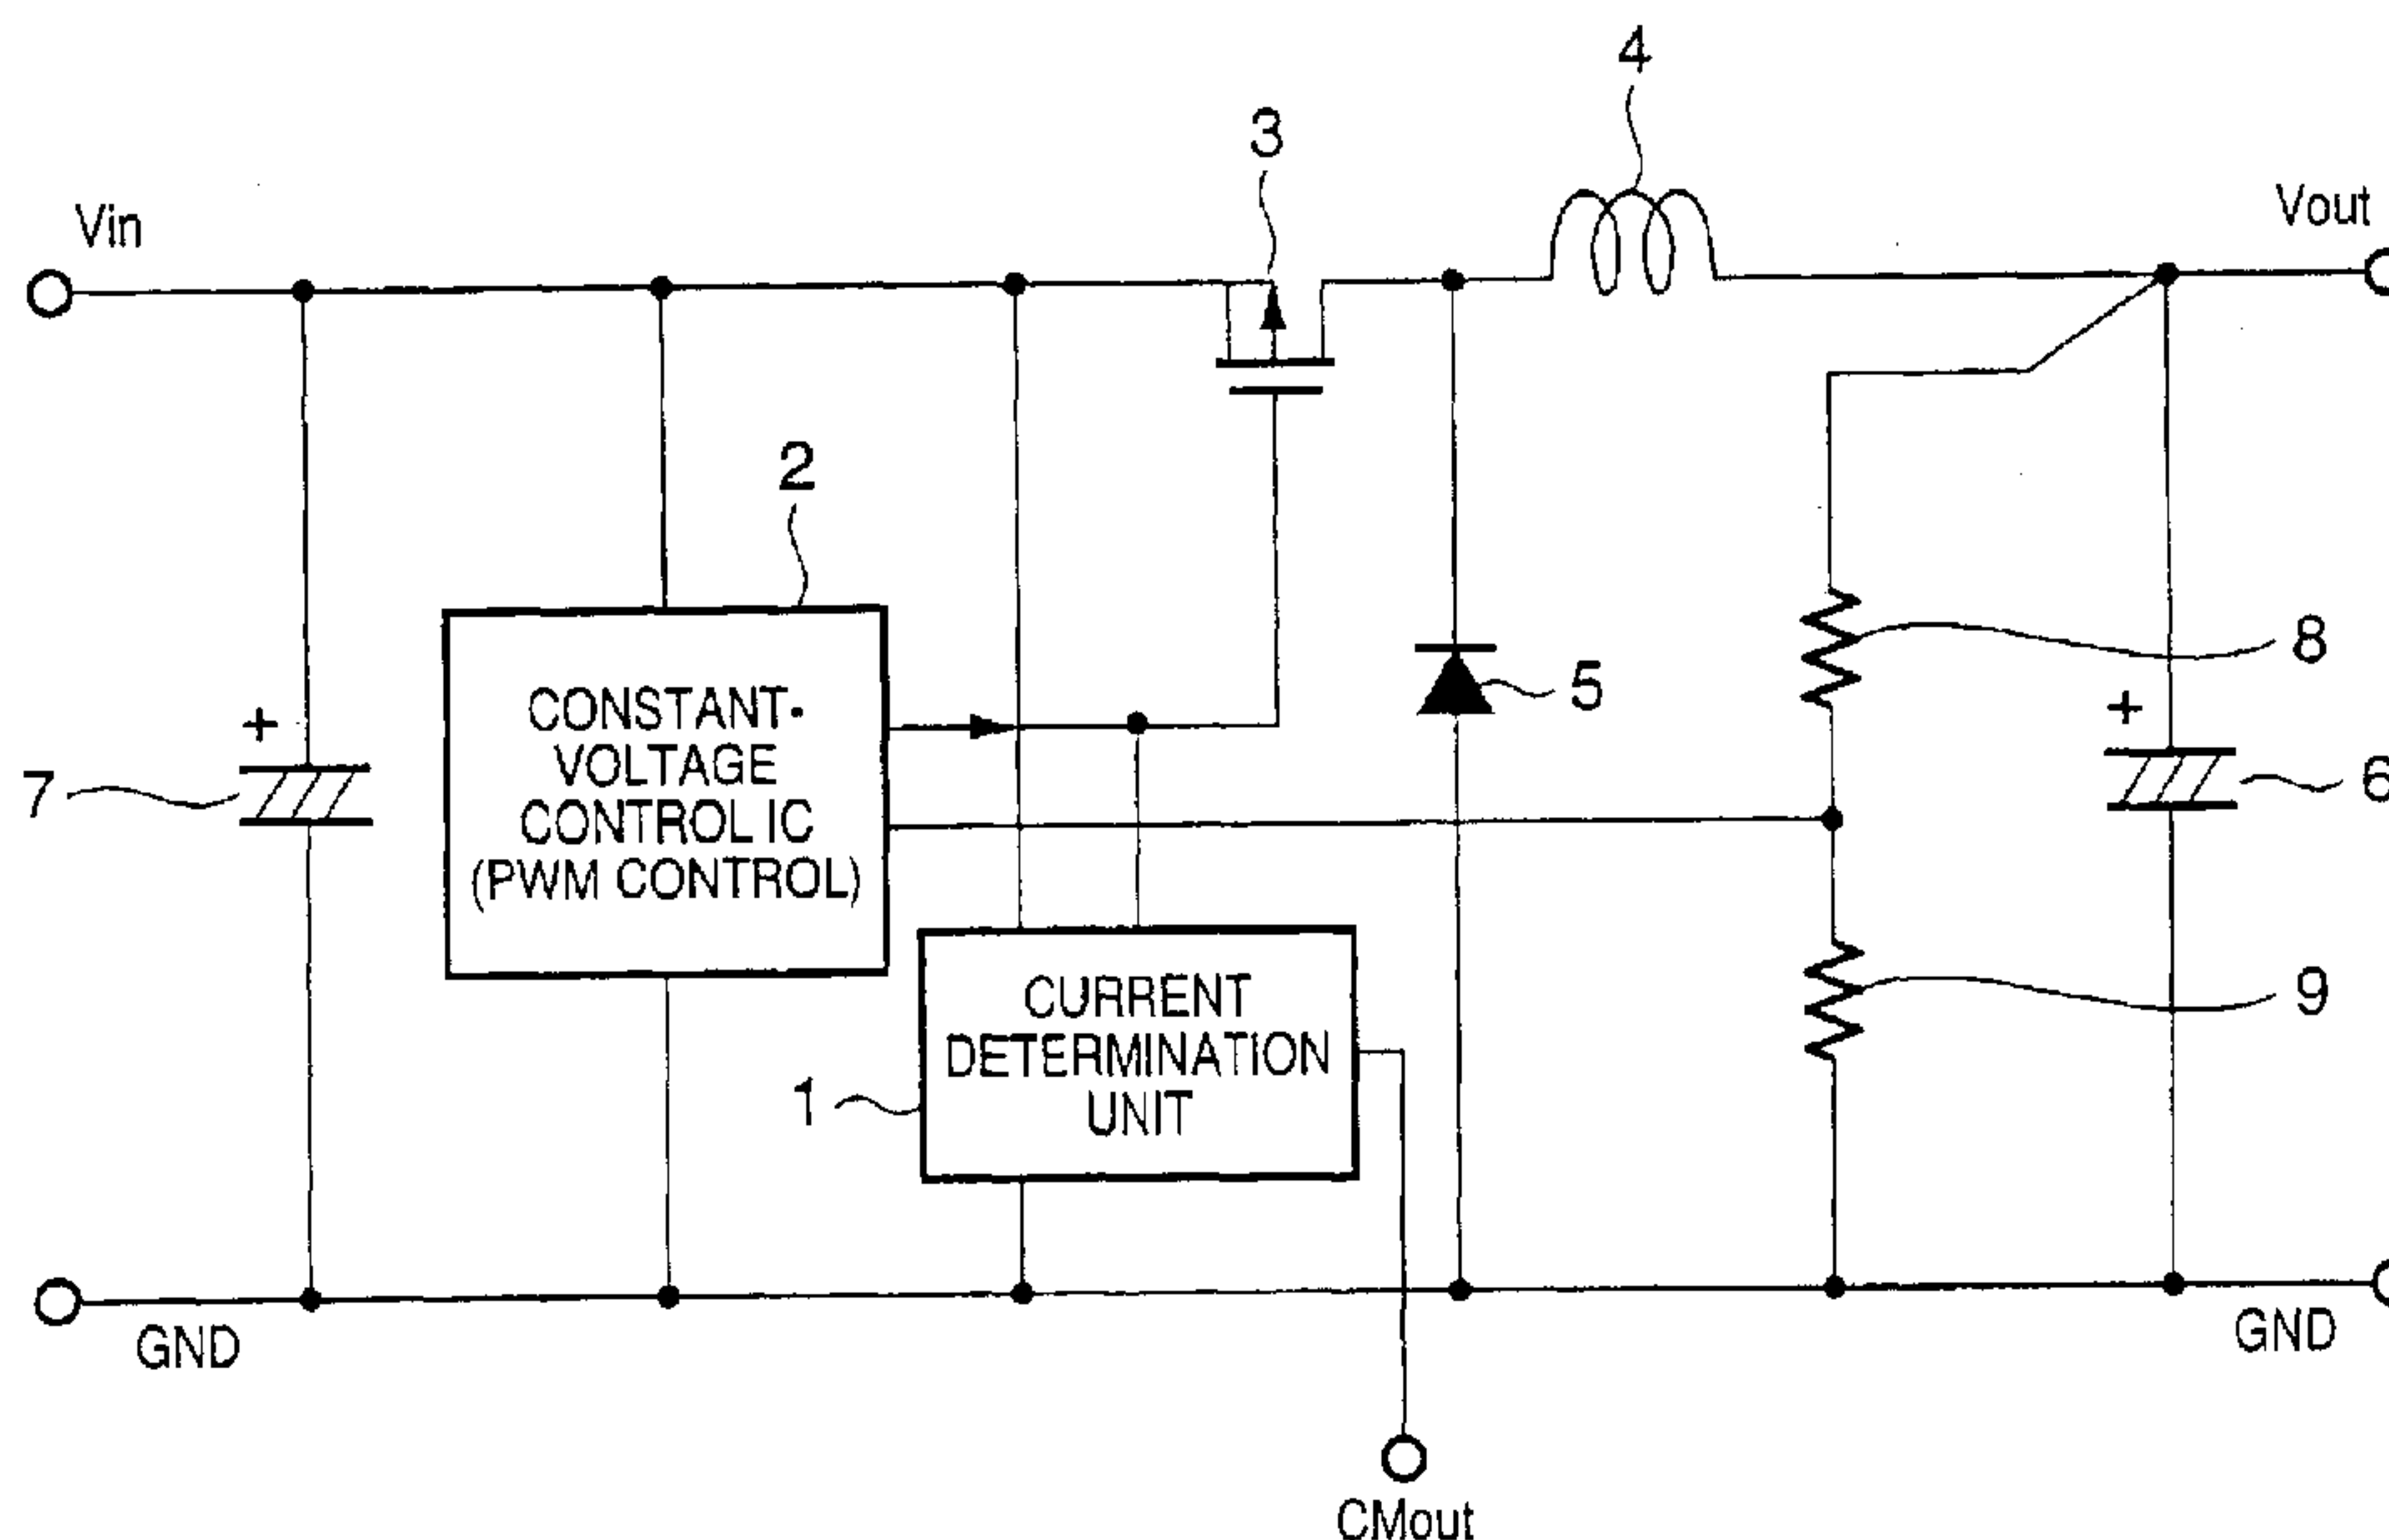 4
3
Vin
Vout
2
8
5
+
+
CONSTANT-
VOLTAGE
CONTROL IC
(PWM CONTROL)
7
6
CURRENT
DETERMINATION
UNIT
9
1
GND
GND
CMout